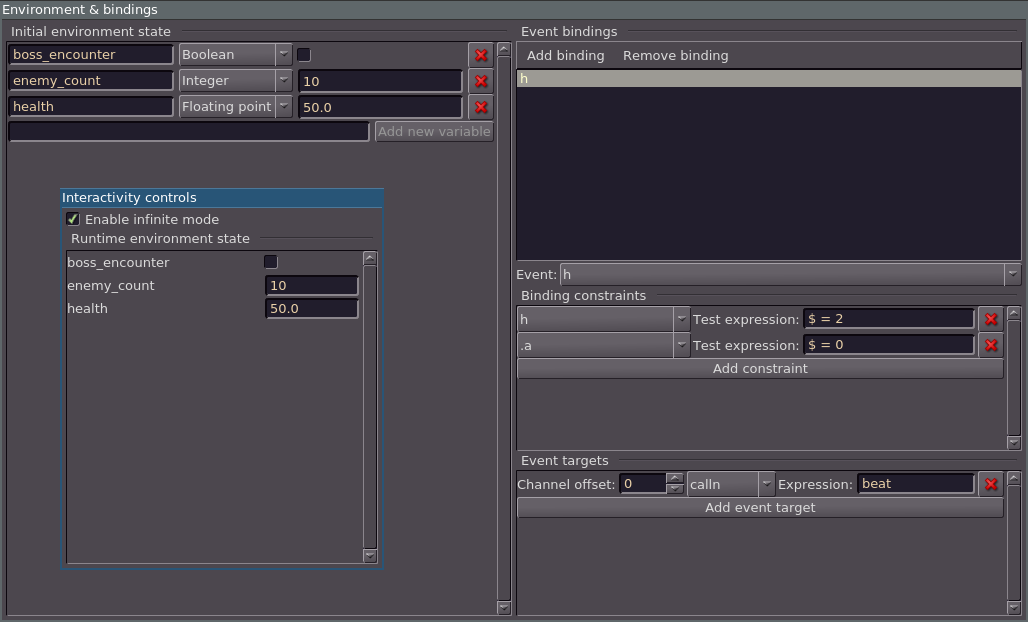 Environment & bindings
Initial environment state
boss_encounter Boolean
enemy_count Integer 10
health Floating point 50.0
Add new variable
Interactivity controls
Enable infinite mode
Runtime environment state
boss_encounter
enemy_count 10
health 50.0
Event bindings
Add binding Remove binding
h
Event: h
Binding constraints
h Test expression: $ = 2
.a Test expression: $ = 0
Add constraint
Event targets
Channel offset: 0 calln Expression: beat
Add event target